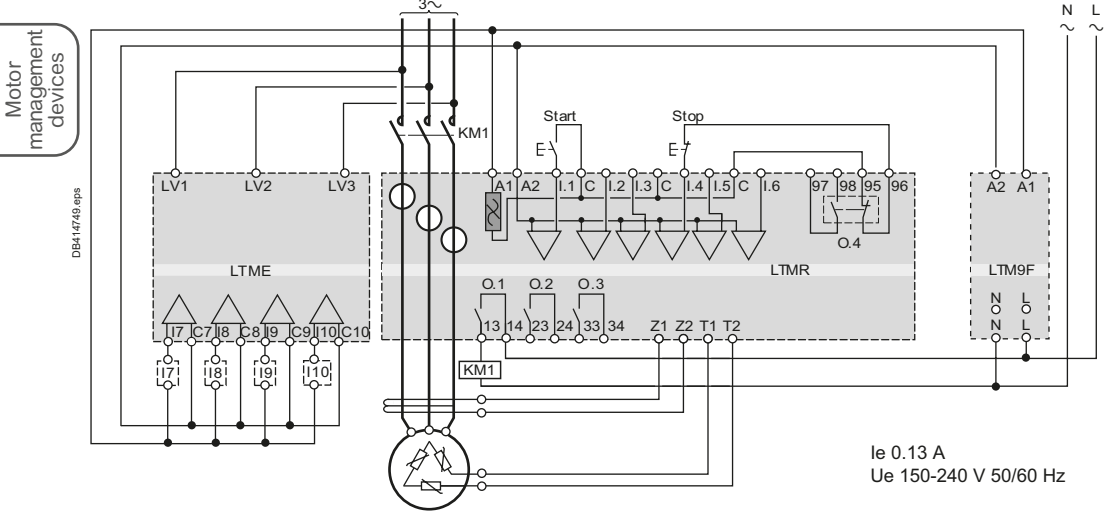 3~
N L
~ ~
Motor
management
devices
DB414749.eps
Start Stop
KM1
LV1 LV2 LV3 A1 A2 I.1 C I.2 I.3 C I.4 I.5 C I.6 97 98 95 96 A2 A1
O.4
LTME LTMR LTM9F
O.1 O.2 O.3 N L
I7 C7 I8 C8 I9 C9 I10 C10 13 14 23 24 33 34 Z1 Z2 T1 T2 N L
I7 I8 I9 I10 KM1
Ie 0.13 A
Ue 150-240 V 50/60 Hz